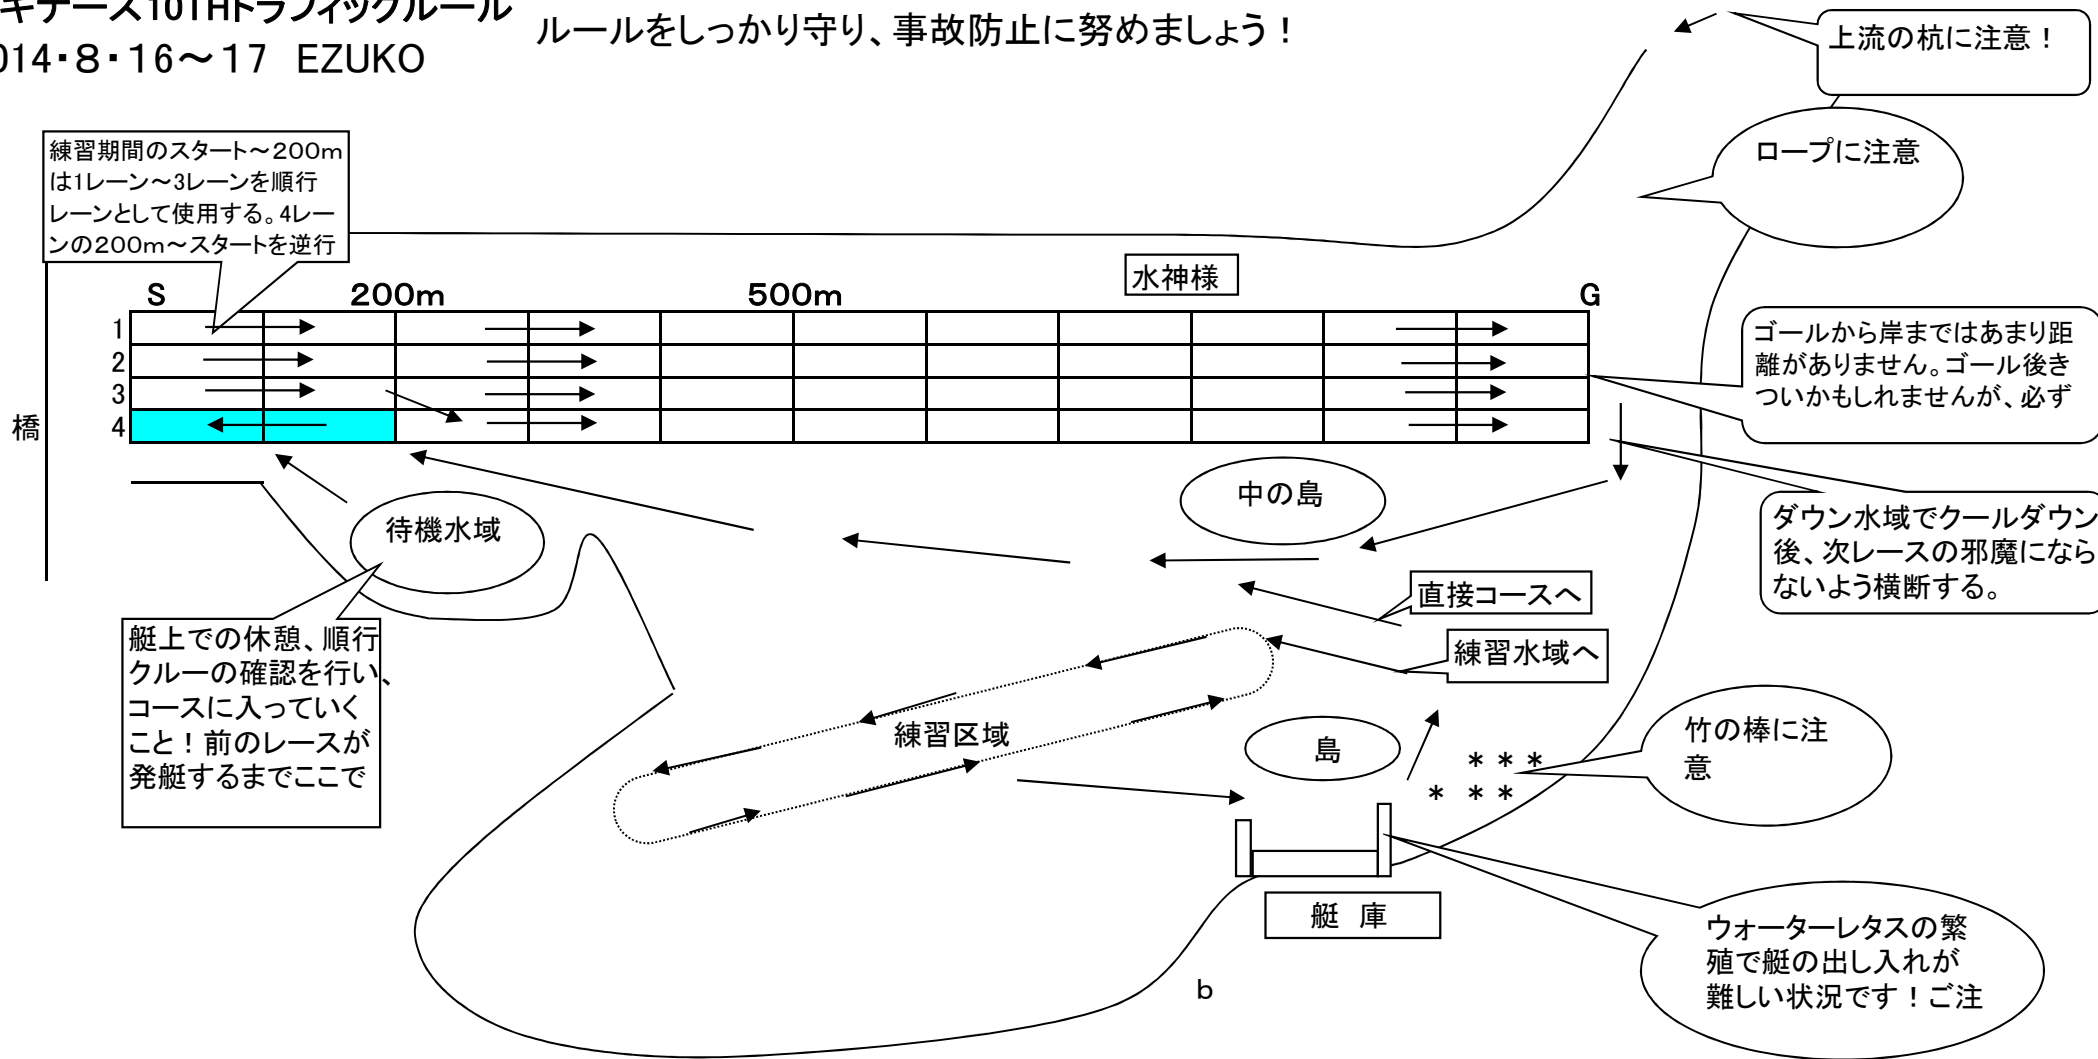 キナース10THトラフィックルール
014・8・16～17 EZUKO
ルールをしっかり守り、事故防止に努めましょう！
上流の杭に注意！
ロープに注意
練習期間のスタート～200m
は1レーン～3レーンを順行
レーンとして使用する。4レー
ンの200m～スタートを逆行
水神様
S
200m
500m
G
1
2
3
4
橋
ゴールから岸まではあまり距
離がありません。ゴール後き
ついかもしれませんが、必ず
中の島
待機水域
ダウン水域でクールダウン
後、次レースの邪魔になら
ないよう横断する。
直接コースへ
練習水域へ
艇上での休憩、順行
クルーの確認を行い、
コースに入っていく
こと！前のレースが
発艇するまでここで
練習区域
島
竹の棒に注
意
* * *
* * *
艇 庫
ウォーターレタスの繁
殖で艇の出し入れが
難しい状況です！ご注
b